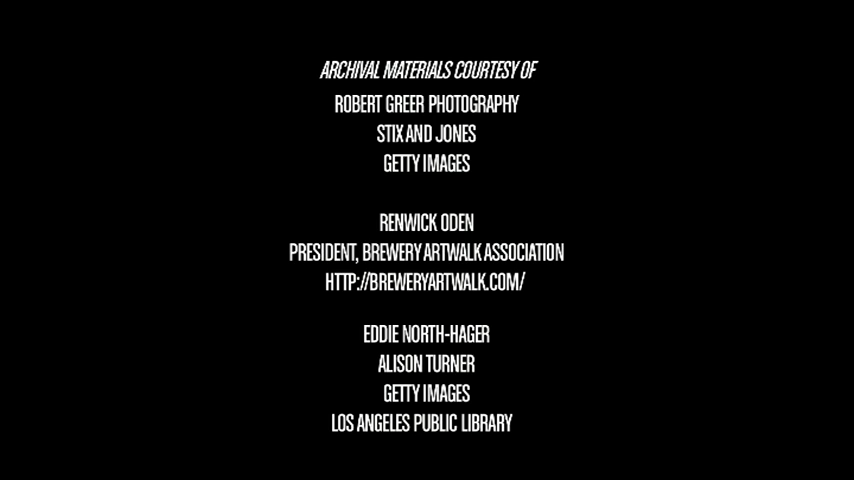 ARCHIVAL MATERIALS COURTESY OF
ROBERT GREER PHOTOGRAPHY
STIX AND JONES
GETTY IMAGES
RENWICK ODEN
PRESIDENT, BREWERY ARTWALK ASSOCIATION
HTTP://BREWERYARTWALK.COM/
EDDIE NORTH-HAGER
ALISON TURNER
GETTY IMAGES
LOS ANGELES PUBLIC LIBRARY